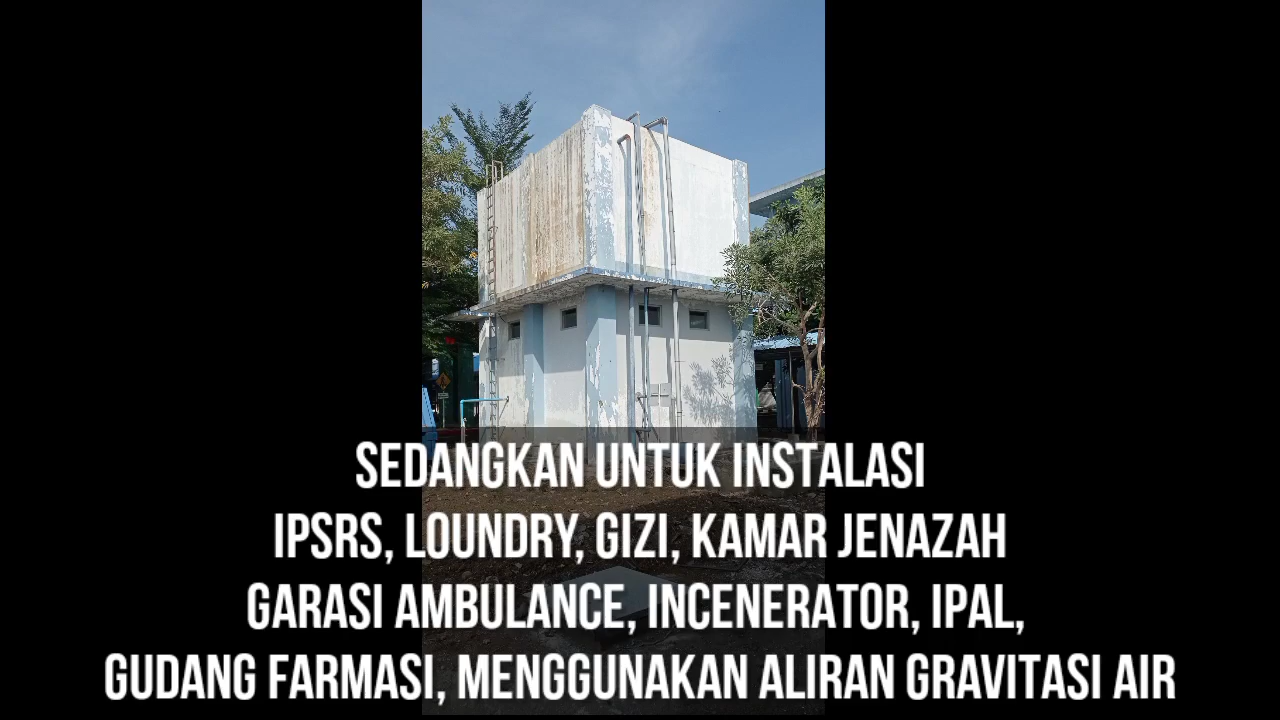 SEDANGKAN UNTUK INSTALASI
IPSRS, LOUNDRY, GIZI, KAMAR JENAZAH
GARASI AMBULANCE, INCENERATOR, IPAL,
GUDANG FARMASI, MENGGUNAKAN ALIRAN GRAVITASI AIR